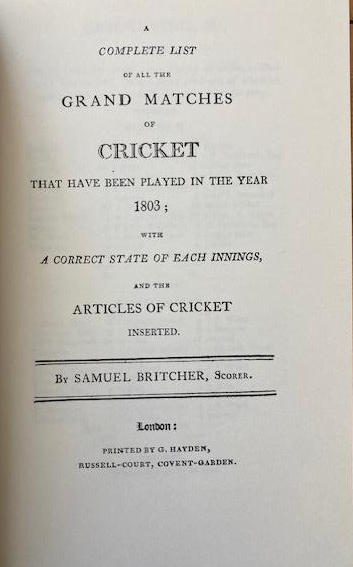 A
COMPLETE LIST
OF ALL THE
GRAND MATCHES
OF
CRICKET
THAT HAVE BEEN PLAYED IN THE YEAR
1803;
WITH
A CORRECT STATE OF EACH INNINGS,
AND THE
ARTICLES OF CRICKET
INSERTED.
By SAMUEL BRITCHER, Scorer.
London:
PRINTED BY G. HAYDEN,
RUSSELL-COURT, COVENT-GARDEN.